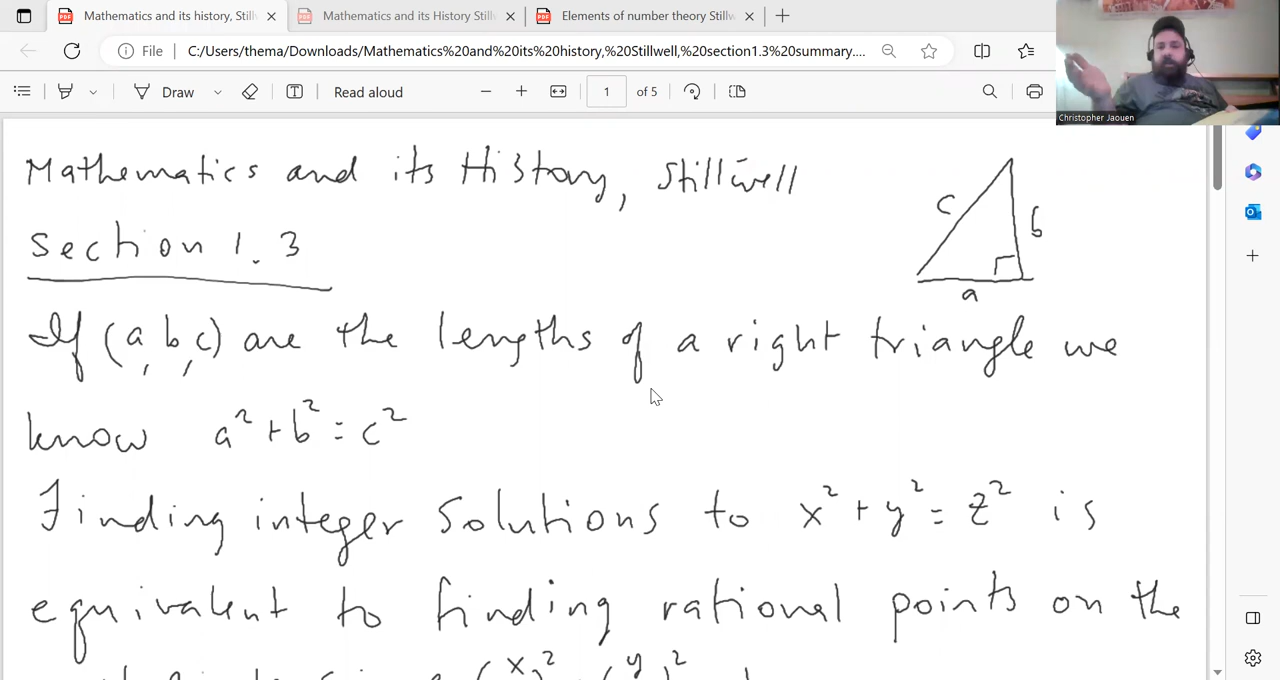 Mathematics and its history, Still
Mathematics and its History Still
Elements of number theory Stillw
File
C:/Users/thema/Downloads/Mathematics%20and%20its%20history,%20Stillwell,%20section1.3%20summary....
Draw
Read aloud
1 of 5
Christopher Jaouen
Mathematics and its History, Stillwell
Section 1.3
c
b
a
If (a, b, c) are the lengths of a right triangle we
know a² + b² = c²
Finding integer solutions to x² + y² = z² is
equivalent to finding rational points on the
(x)² (y)²